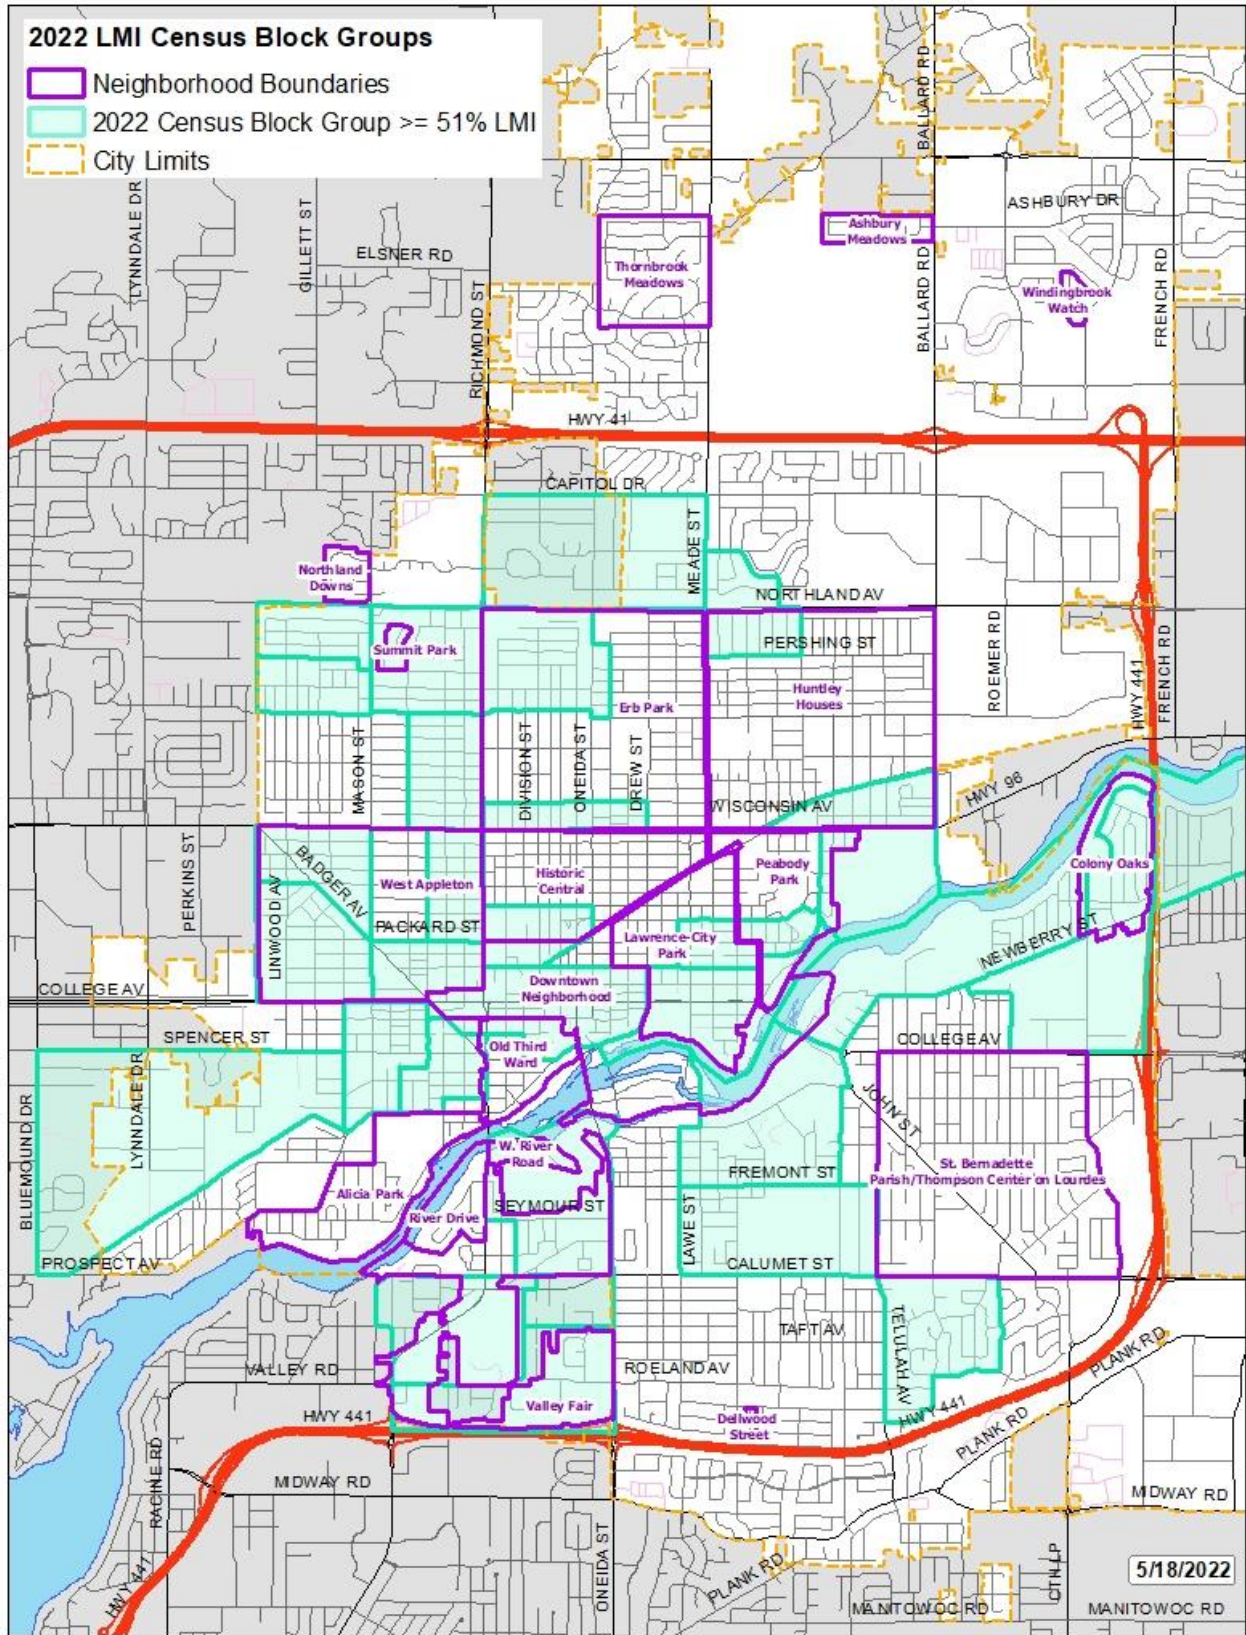 2022 LMI Census Block Groups
Neighborhood Boundaries
2022 Census Block Group >= 51% LMI
City Limits
BALLARD RD
LYNNDALE DR
GILLETT ST
ELSNER RD
RICHMOND ST
Thornbrook
Meadows
Ashbury
Meadows
ASHBURY DR
BALLARD RD
Windingbrook
Watch
FRENCH RD
HWY 41
CAPITOL DR
MEADE ST
Northland
Downs
NORTHLAND AV
Summit Park
PERSHING ST
ROEMER RD
HWY 441
FRENCH RD
Erb Park
Huntley
Houses
MASON ST
DIVISION ST
ONEIDA ST
DREW ST
WISCONSIN AV
HWY 96
PERKINS ST
BADGER AV
LINWOOD AV
West Appleton
PACKARD ST
Historic
Central
Peabody
Park
Colony Oaks
Lawrence-City
Park
NEWBERRY ST
COLLEGE AV
Downtown
Neighborhood
SPENCER ST
Old Third
Ward
COLLEGE AV
BLUEMOUND DR
LYNNDALE DR
JOHN ST
W. River
Road
FREMONT ST
St. Bernadette
Parish/Thompson Center on Lourdes
Alicia Park
River Drive
SEYMOUR ST
LAWE ST
PROSPECT AV
CALUMET ST
TAFT AV
TELULAH AV
VALLEY RD
ROELAND AV
PLANK RD
HWY 441
Valley Fair
Dellwood
Street
HWY 441
PLANK RD
RACINE RD
MIDWAY RD
MIDWAY RD
HWY 441
ONEIDA ST
PLANK RD
CTH LP
5/18/2022
MANITOWOC RD
MANITOWOC RD